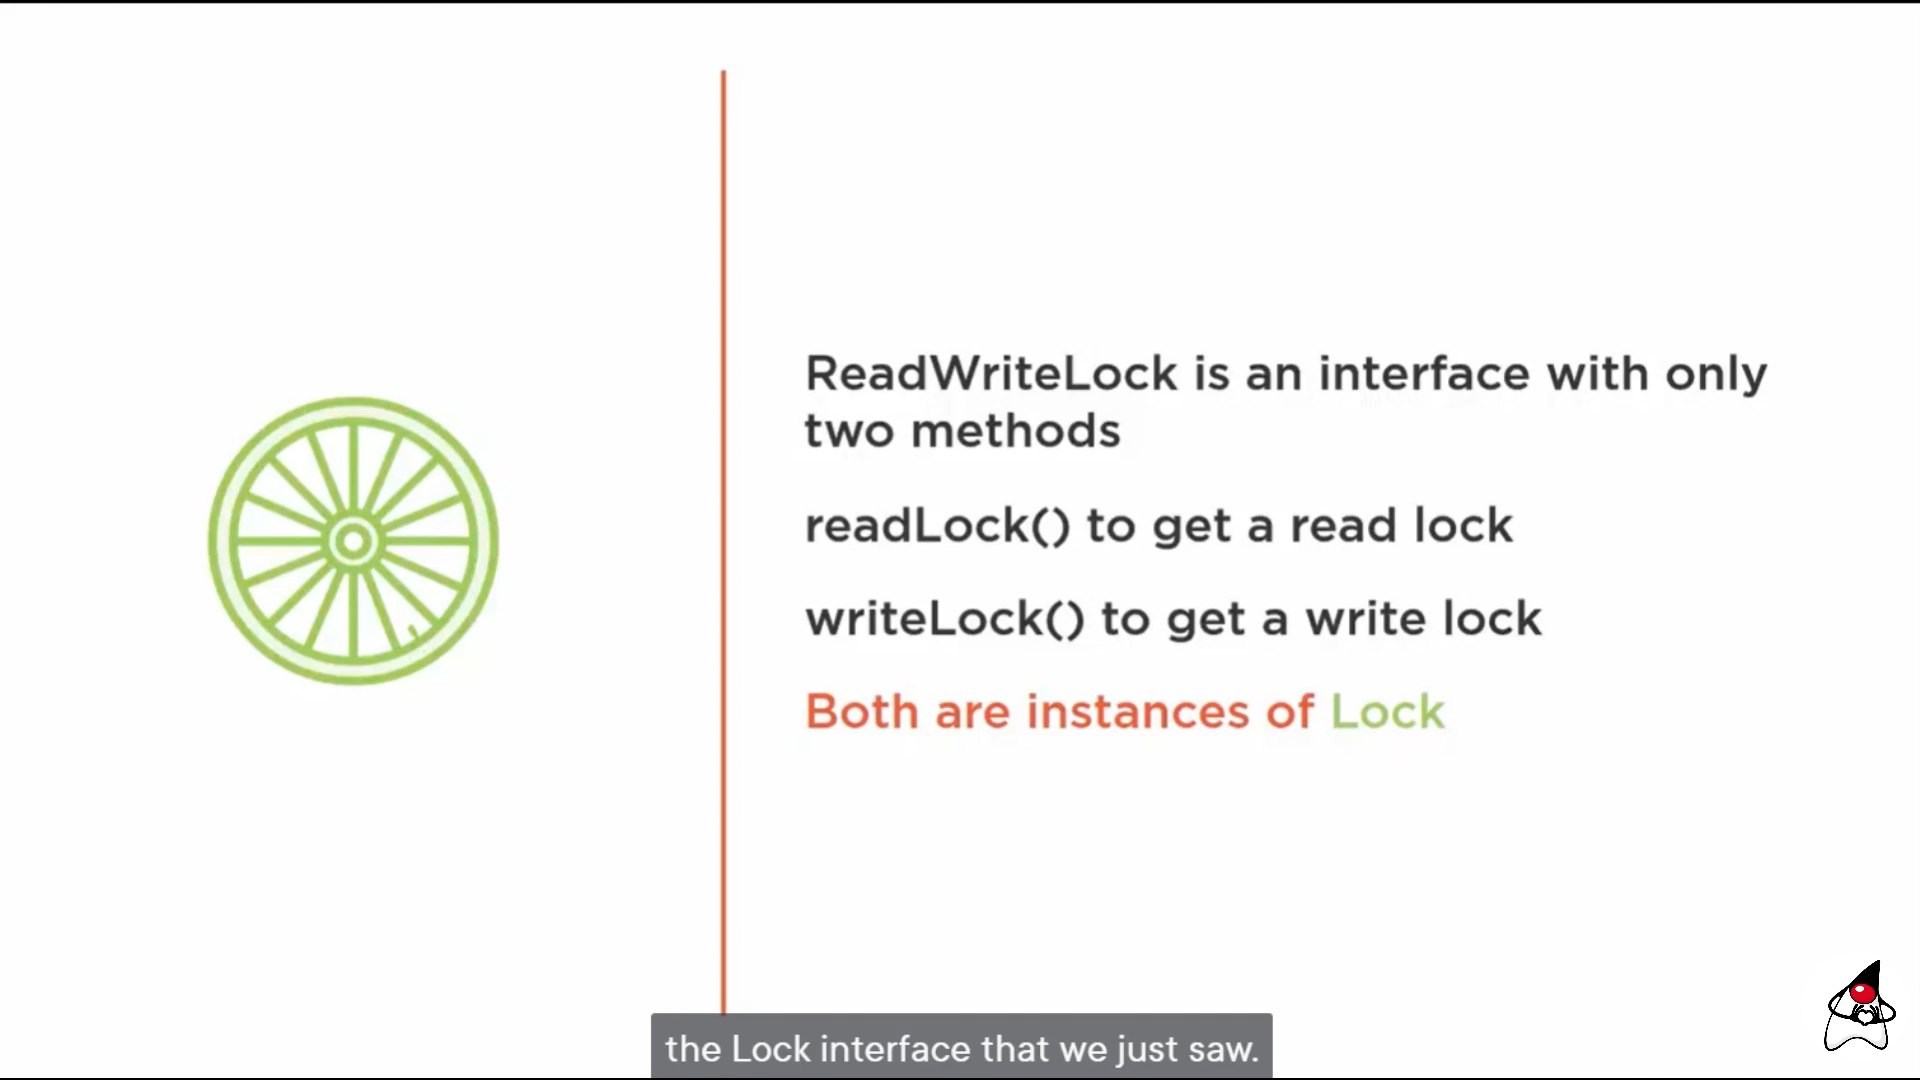 ReadWriteLock is an interface with only
two methods
readLock() to get a read lock
writeLock() to get a write lock
Both are instances of Lock
the Lock interface that we just saw.